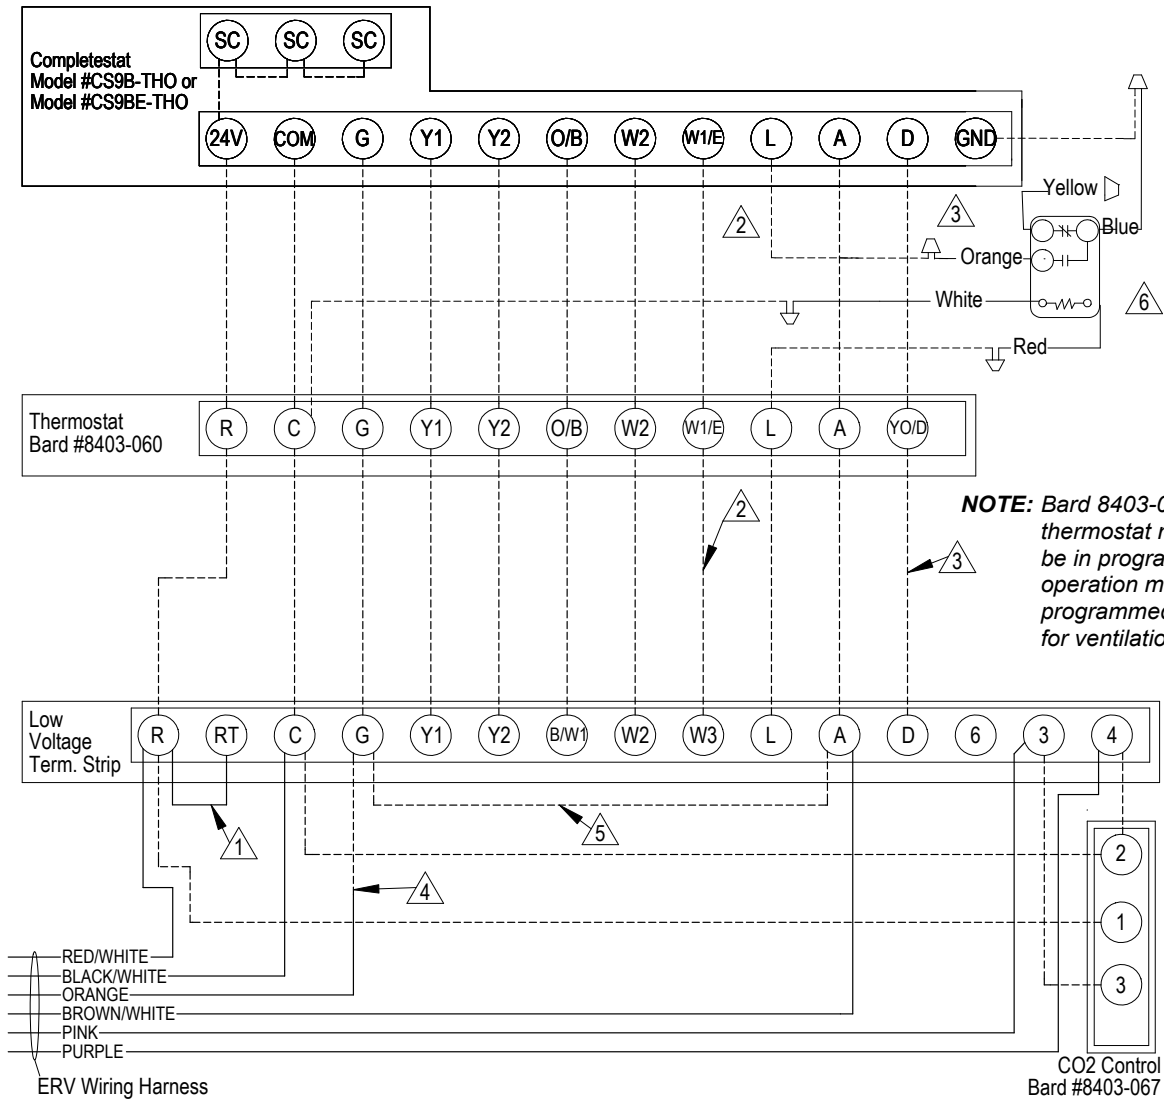 SC SC SC
Completestat
Model #CS9B-THO or
Model #CS9BE-THO
24V COM G Y1 Y2 O/B W2 W1/E L A D GND
Yellow
2
3
Blue
Orange
White
6
Red
Thermostat
Bard #8403-060
R C G Y1 Y2 O/B W2 W1/E L A YO/D
2
3
NOTE: Bard 8403-0
thermostat
be in progra
operation m
programmed
for ventilatio
Low
Voltage
Term. Strip
R RT C G Y1 Y2 B/W1 W2 W3 L A D 6 3 4
1
5
4
2
1
3
RED/WHITE
BLACK/WHITE
ORANGE
BROWN/WHITE
PINK
PURPLE
ERV Wiring Harness
CO2 Control
Bard #8403-067